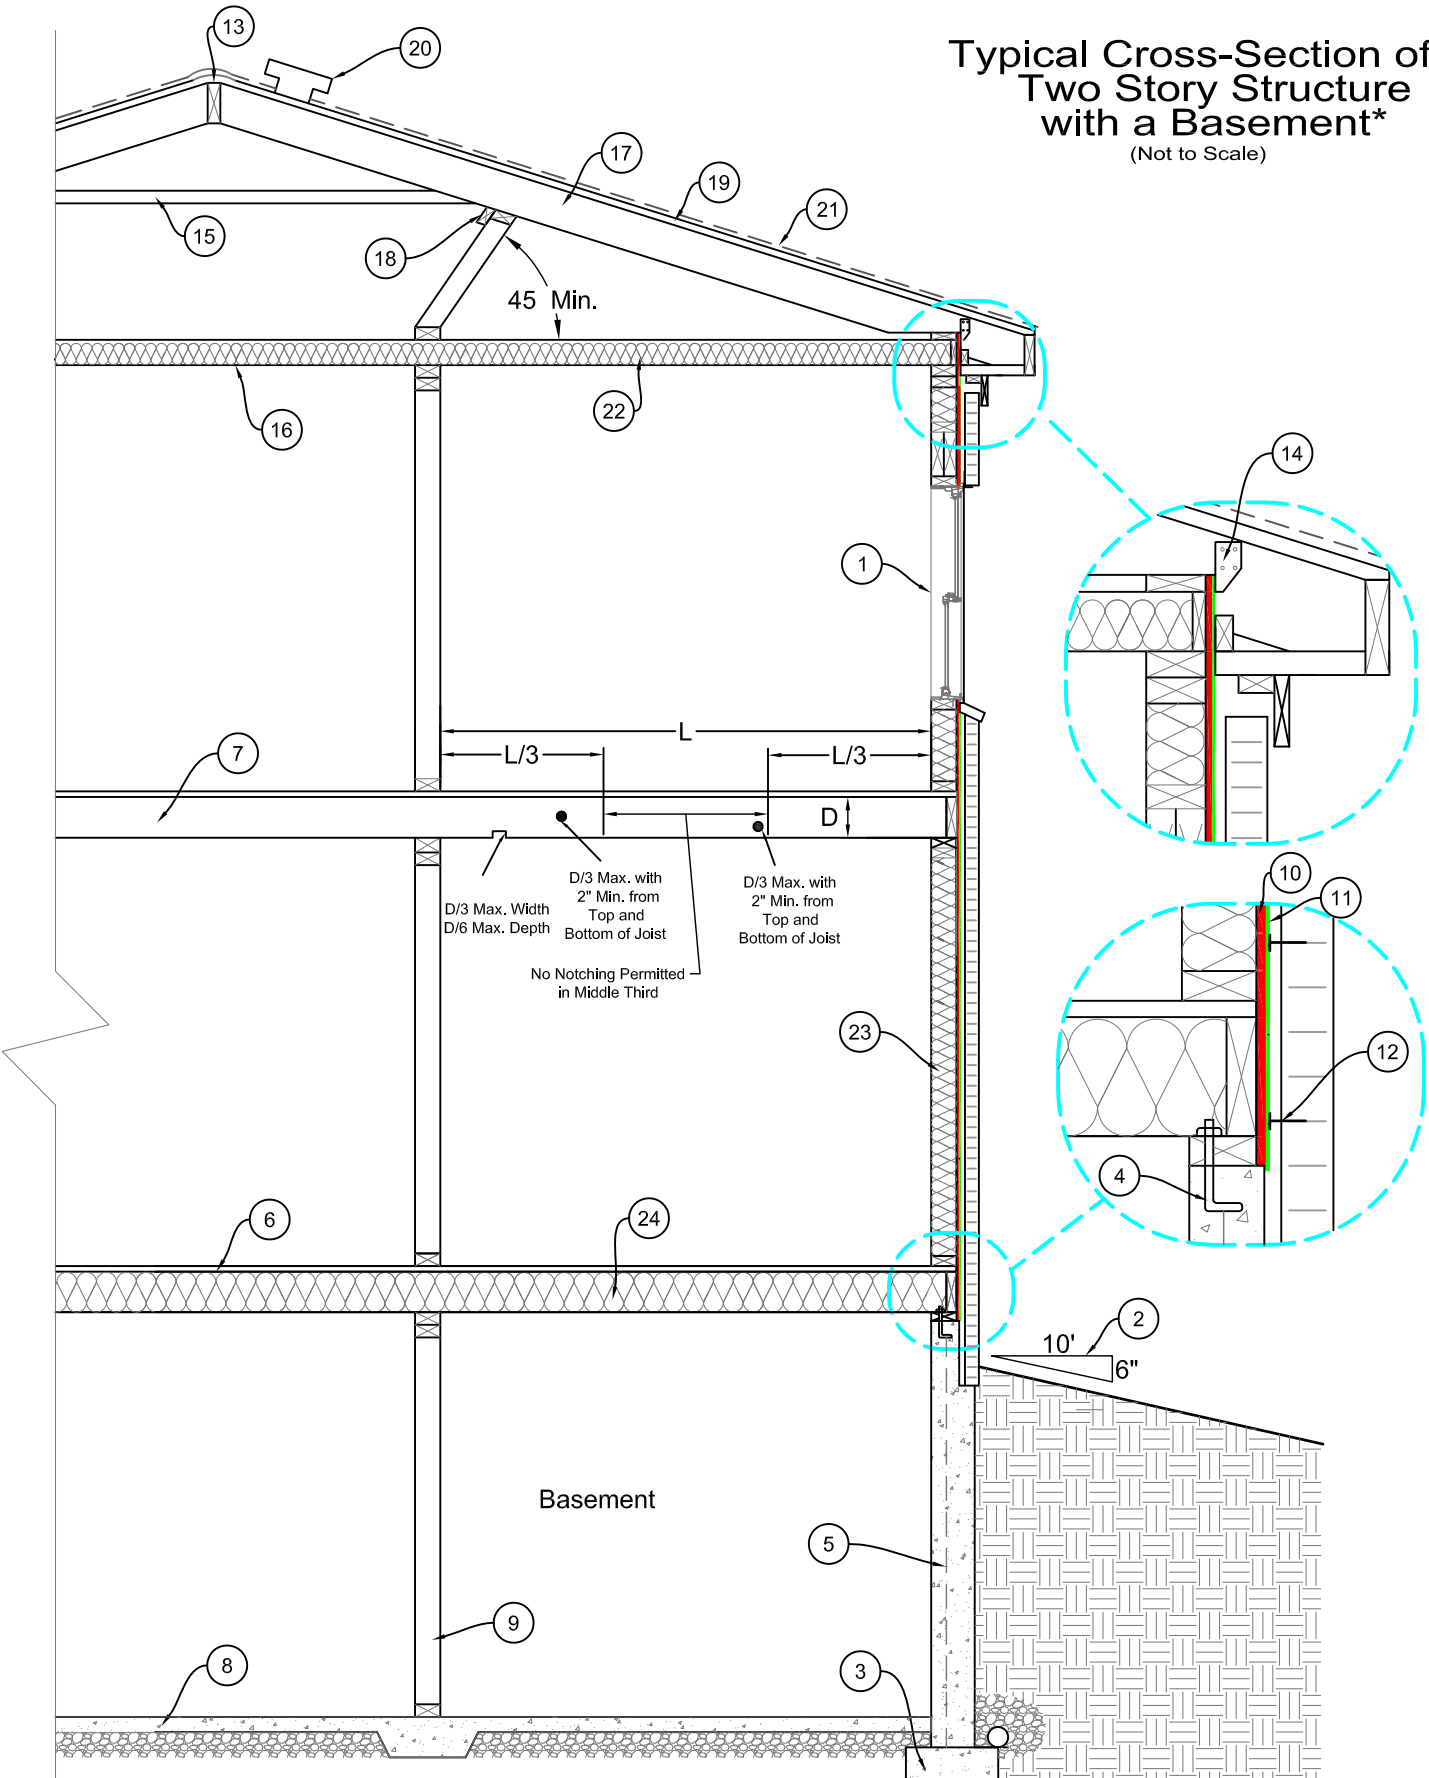 Typical Cross-Section of
Two Story Structure
with a Basement*
(Not to Scale)
13
20
17
19
21
15
18
45 Min.
16
22
14
1
L
L/3
L/3
7
D
D/3 Max. Width
D/6 Max. Depth
D/3 Max. with
2" Min. from
Top and
Bottom of Joist
D/3 Max. with
2" Min. from
Top and
Bottom of Joist
No Notching Permitted
in Middle Third
10
11
23
12
4
6
24
2
10'
6"
Basement
5
9
8
3